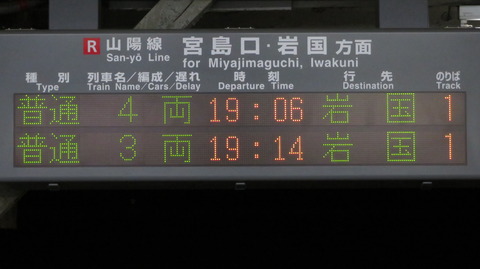 R 山陽線 宮島口・岩国 方面
San-yō Line for Miyajimaguchi, Iwakuni
種別 列車名/編成/遅れ 時刻 行先 のりば
Type Train Name/Cars/Delay Departure Time Destination Track
普通 4両 19:06 岩国 1
普通 3両 19:14 岩国 1